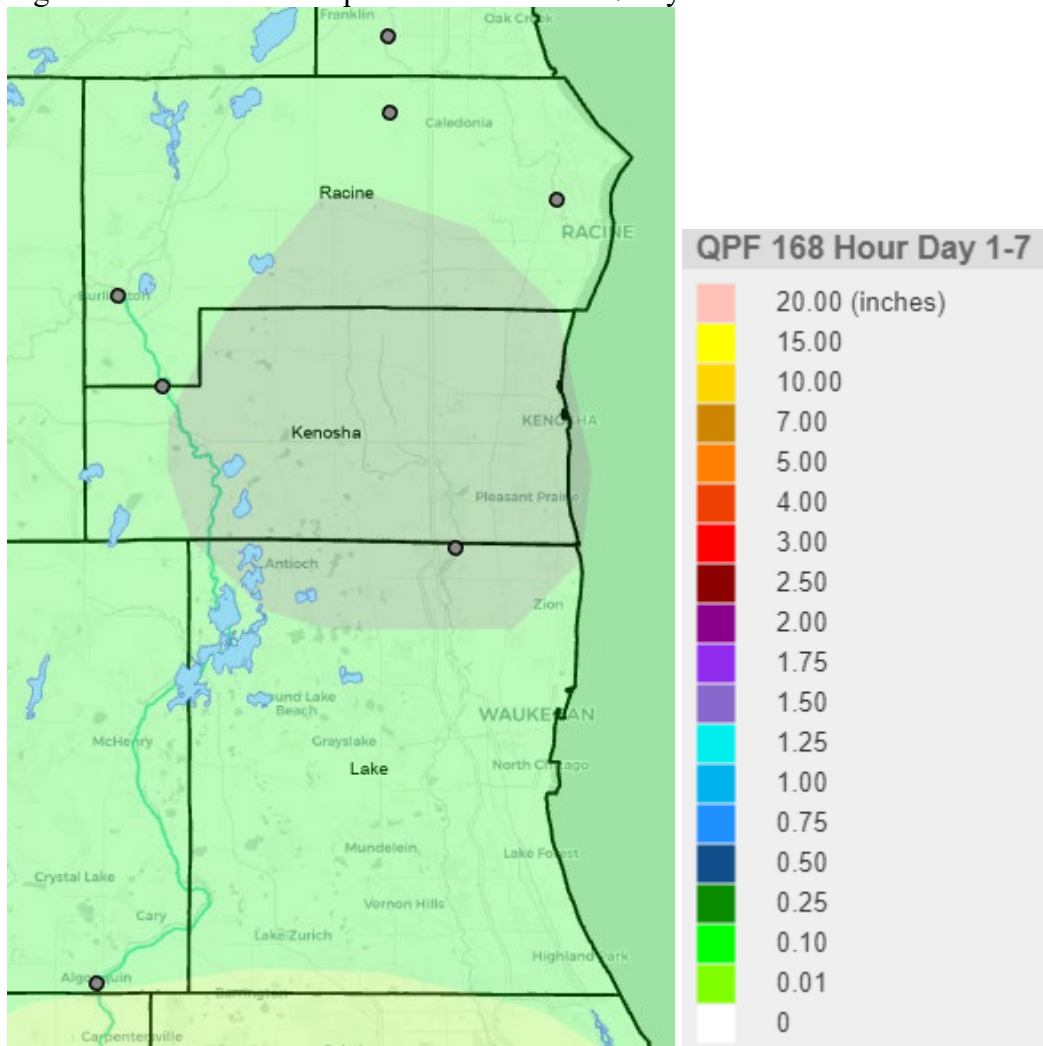 Franklin
Oak Creek
Caledonia
Racine
RACINE
Burlington
KENOSHA
Kenosha
Pleasant Prairie
Antioch
Zion
Beach
WAUKEGAN
McHenry
Grayslake
North Chicago
Lake
Mundelein
Lake Forest
Crystal Lake
Vernon Hills
Cary
Lake Zurich
Highland Park
Algonquin
Barrington
Carpentersville
QPF 168 Hour Day 1-7
20.00 (inches)
15.00
10.00
7.00
5.00
4.00
3.00
2.50
2.00
1.75
1.50
1.25
1.00
0.75
0.50
0.25
0.10
0.01
0